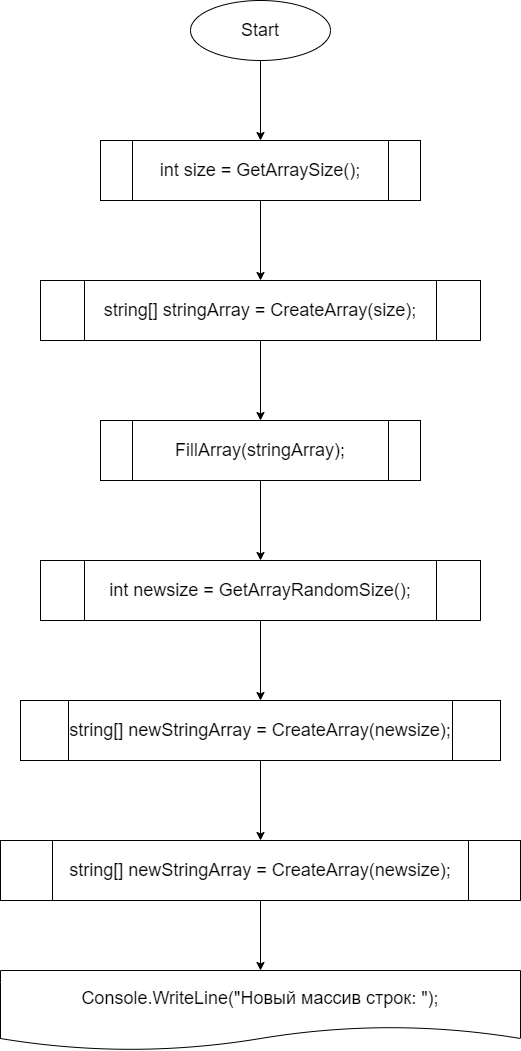 Start
int size = GetArraySize();
string[] stringArray = CreateArray(size);
FillArray(stringArray);
int newsize = GetArrayRandomSize();
string[] newStringArray = CreateArray(newsize);
string[] newStringArray = CreateArray(newsize);
Console.WriteLine("Новый массив строк: ");